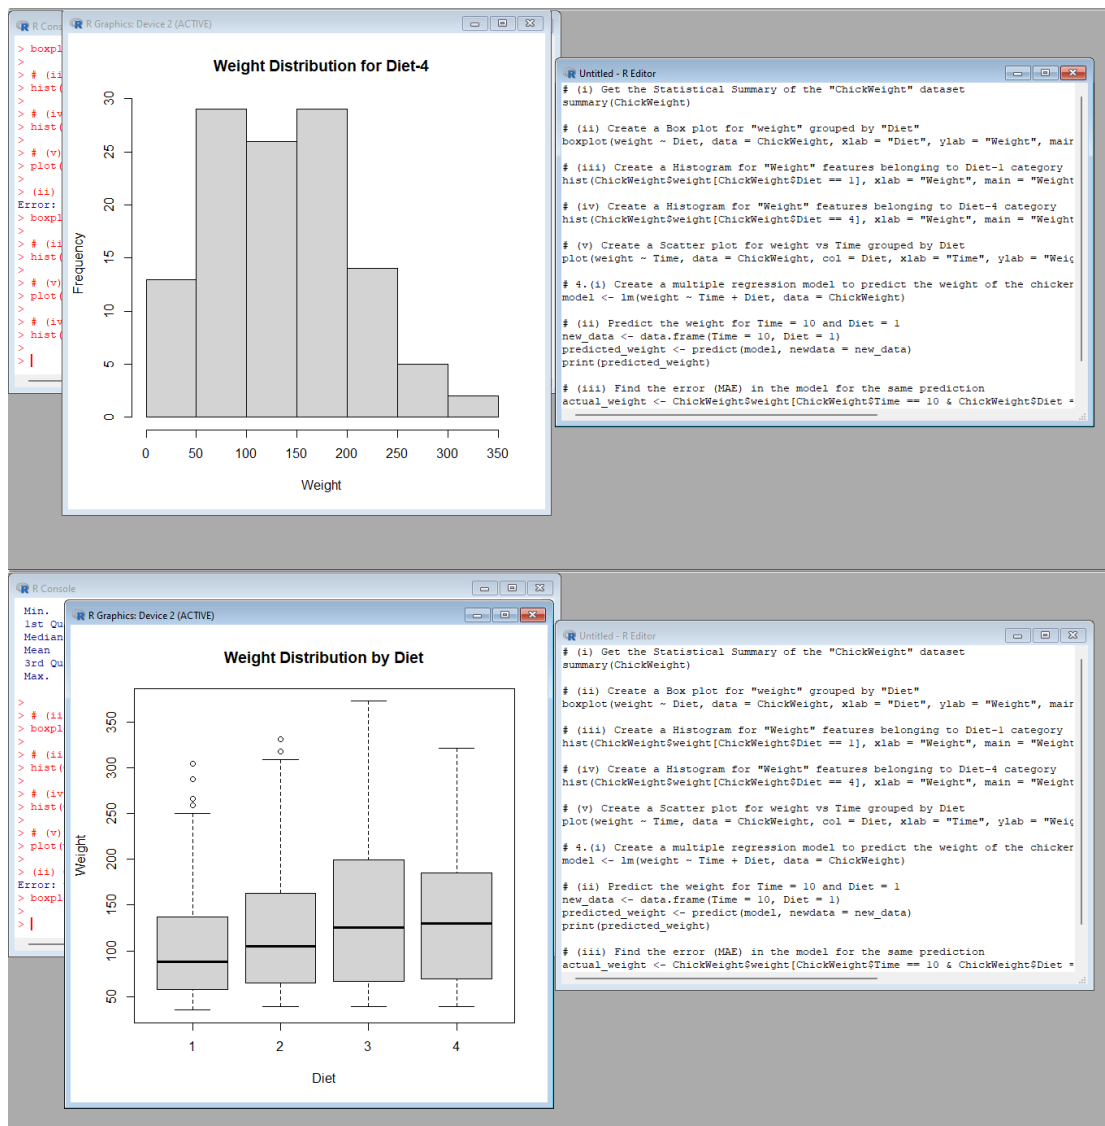 R Cons
R Graphics: Device 2 (ACTIVE)
> boxpl
>
> # (ii
> hist(
>
> # (iv
> hist(
>
> # (v)
> plot(
>
> (ii)
Error:
> boxpl
>
> # (ii
> hist(
>
> # (v)
> plot(
>
> # (iv
> hist(
>
>
Weight Distribution for Diet-4
Frequency
0 5 10 15 20 25 30
0 50 100 150 200 250 300 350
Weight
Untitled - R Editor
# (i) Get the Statistical Summary of the "ChickWeight" dataset
summary(ChickWeight)
# (ii) Create a Box plot for "weight" grouped by "Diet"
boxplot(weight ~ Diet, data = ChickWeight, xlab = "Diet", ylab = "Weight", main
# (iii) Create a Histogram for "Weight" features belonging to Diet-1 category
hist(ChickWeight$weight[ChickWeight$Diet == 1], xlab = "Weight", main = "Weight
# (iv) Create a Histogram for "Weight" features belonging to Diet-4 category
hist(ChickWeight$weight[ChickWeight$Diet == 4], xlab = "Weight", main = "Weight
# (v) Create a Scatter plot for weight vs Time grouped by Diet
plot(weight ~ Time, data = ChickWeight, col = Diet, xlab = "Time", ylab = "Weig
# 4.(i) Create a multiple regression model to predict the weight of the chicken
model <- lm(weight ~ Time + Diet, data = ChickWeight)
# (ii) Predict the weight for Time = 10 and Diet = 1
new_data <- data.frame(Time = 10, Diet = 1)
predicted_weight <- predict(model, newdata = new_data)
print(predicted_weight)
# (iii) Find the error (MAE) in the model for the same prediction
actual_weight <- ChickWeight$weight[ChickWeight$Time == 10 & ChickWeight$Diet =
R Console
R Graphics: Device 2 (ACTIVE)
Min.
1st Qu
Median
Mean
3rd Qu
Max.
>
> # (ii
> boxpl
>
> # (ii
> hist(
>
> # (iv
> hist(
>
> # (v)
> plot(
>
> (ii)
Error:
> boxpl
>
>
Weight Distribution by Diet
Weight
50 100 150 200 250 300 350
1 2 3 4
Diet
Untitled - R Editor
# (i) Get the Statistical Summary of the "ChickWeight" dataset
summary(ChickWeight)
# (ii) Create a Box plot for "weight" grouped by "Diet"
boxplot(weight ~ Diet, data = ChickWeight, xlab = "Diet", ylab = "Weight", main
# (iii) Create a Histogram for "Weight" features belonging to Diet-1 category
hist(ChickWeight$weight[ChickWeight$Diet == 1], xlab = "Weight", main = "Weight
# (iv) Create a Histogram for "Weight" features belonging to Diet-4 category
hist(ChickWeight$weight[ChickWeight$Diet == 4], xlab = "Weight", main = "Weight
# (v) Create a Scatter plot for weight vs Time grouped by Diet
plot(weight ~ Time, data = ChickWeight, col = Diet, xlab = "Time", ylab = "Weig
# 4.(i) Create a multiple regression model to predict the weight of the chicken
model <- lm(weight ~ Time + Diet, data = ChickWeight)
# (ii) Predict the weight for Time = 10 and Diet = 1
new_data <- data.frame(Time = 10, Diet = 1)
predicted_weight <- predict(model, newdata = new_data)
print(predicted_weight)
# (iii) Find the error (MAE) in the model for the same prediction
actual_weight <- ChickWeight$weight[ChickWeight$Time == 10 & ChickWeight$Diet =